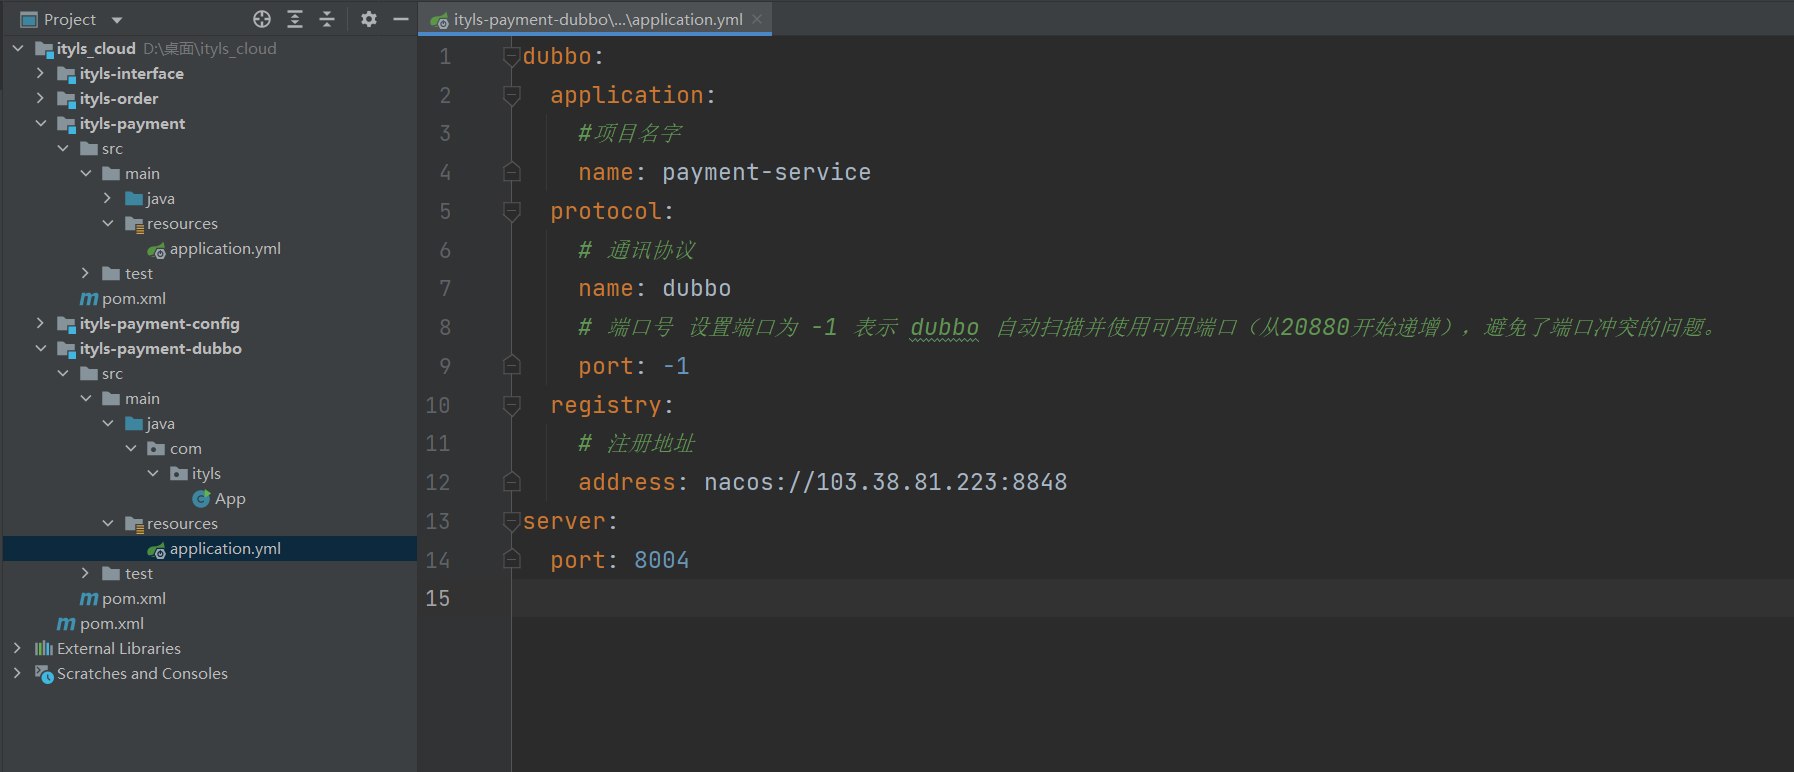 Project
ityls_cloud D:\桌面\ityls_cloud
ityls-interface
ityls-order
ityls-payment
src
main
java
resources
application.yml
test
pom.xml
ityls-payment-config
ityls-payment-dubbo
src
main
java
com
ityls
App
resources
application.yml
test
pom.xml
pom.xml
External Libraries
Scratches and Consoles
ityls-payment-dubbo\...\application.yml
1 dubbo:
2 application:
3 #项目名字
4 name: payment-service
5 protocol:
6 # 通讯协议
7 name: dubbo
8 # 端口号 设置端口为 -1 表示 dubbo 自动扫描并使用可用端口（从20880开始递增），避免了端口冲突的问题。
9 port: -1
10 registry:
11 # 注册地址
12 address: nacos://103.38.81.223:8848
13 server:
14 port: 8004
15